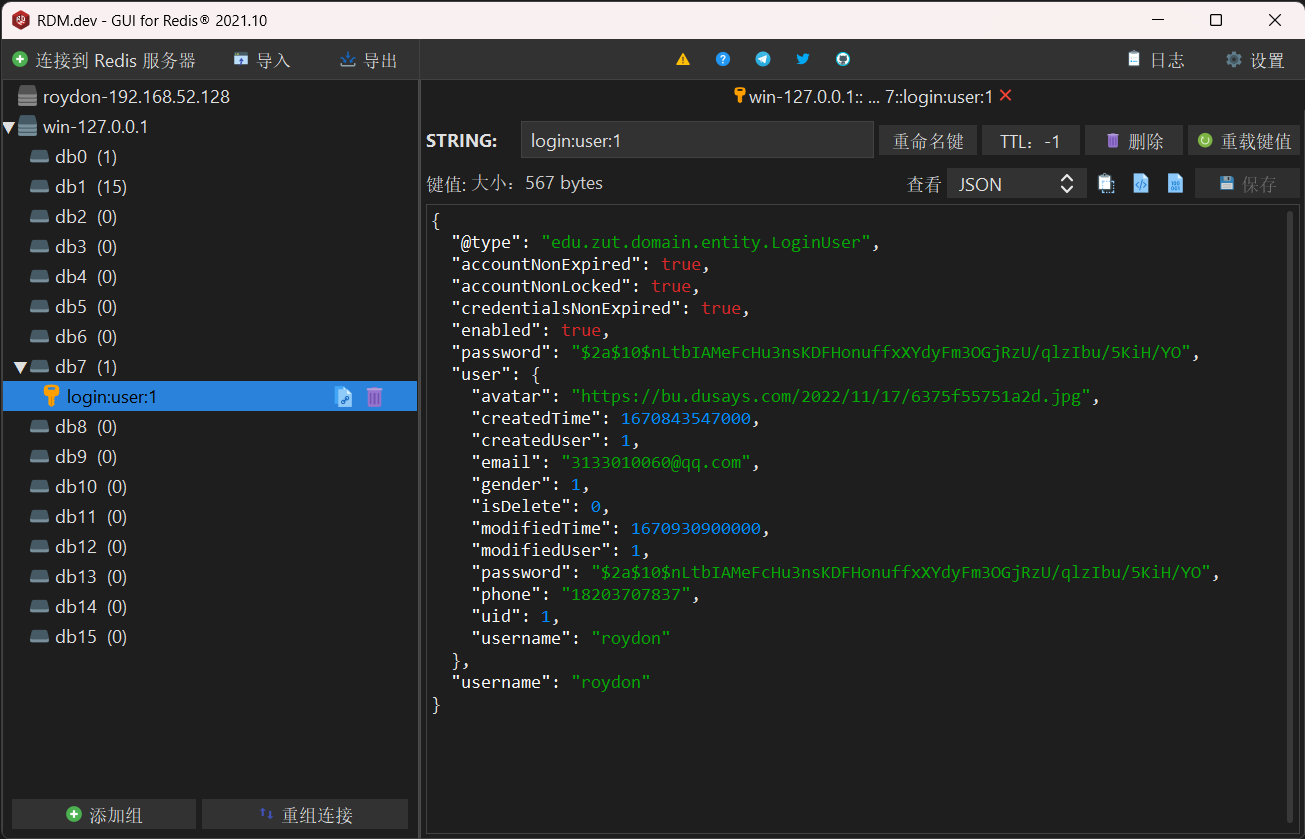 RDM.dev - GUI for Redis® 2021.10
连接到 Redis 服务器 导入 导出 日志 设置
roydon-192.168.52.128
win-127.0.0.1
db0 (1)
db1 (15)
db2 (0)
db3 (0)
db4 (0)
db5 (0)
db6 (0)
db7 (1)
login:user:1
db8 (0)
db9 (0)
db10 (0)
db11 (0)
db12 (0)
db13 (0)
db14 (0)
db15 (0)
添加组 重组连接
win-127.0.0.1:: ... 7::login:user:1
STRING: login:user:1 重命名键 TTL: -1 删除 重载键值
键值: 大小: 567 bytes 查看 JSON 保存
{
"@type": "edu.zut.domain.entity.LoginUser",
"accountNonExpired": true,
"accountNonLocked": true,
"credentialsNonExpired": true,
"enabled": true,
"password": "$2a$10$nLtbIAMeFcHu3nsKDFHonuffxXYdyFm3OGjRzU/qlzIbu/5KiH/YO",
"user": {
"avatar": "https://bu.dusays.com/2022/11/17/6375f55751a2d.jpg",
"createdTime": 1670843547000,
"createdUser": 1,
"email": "3133010060@qq.com",
"gender": 1,
"isDelete": 0,
"modifiedTime": 1670930900000,
"modifiedUser": 1,
"password": "$2a$10$nLtbIAMeFcHu3nsKDFHonuffxXYdyFm3OGjRzU/qlzIbu/5KiH/YO",
"phone": "18203707837",
"uid": 1,
"username": "roydon"
},
"username": "roydon"
}